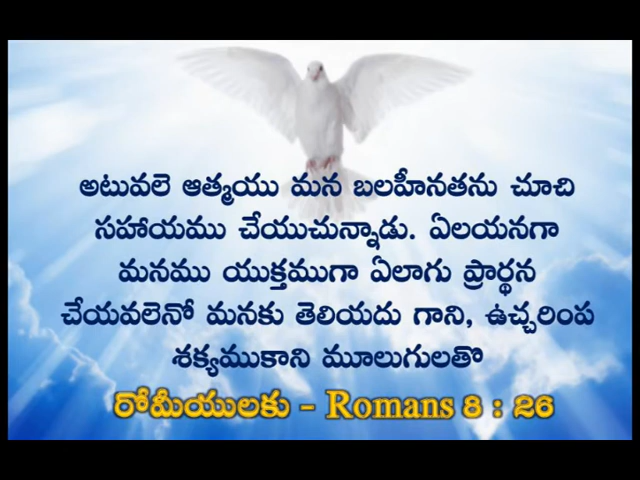 అటువలె ఆత్మయు మన బలహీనతను చూచి
సహాయము చేయుచున్నాడు. ఏలయనగా
మనము యుక్తముగా ఏలాగు ప్రార్థన
చేయవలెనో మనకు తెలియదు గాని, ఉచ్చరింప
శక్యముకాని మూలుగులతొ
రోమీయులకు - Romans 8 : 26